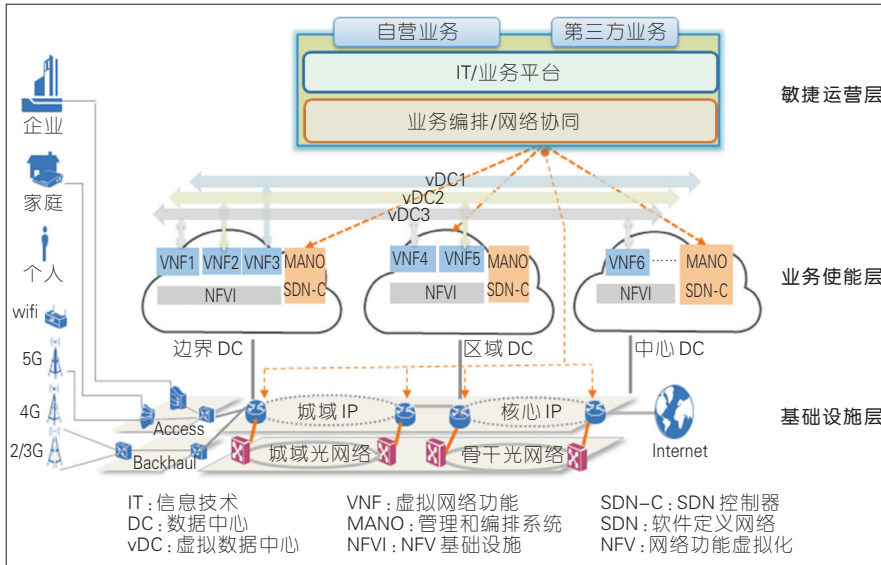 自营业务 第三方业务
IT/业务平台
敏捷运营层
业务编排/网络协同
企业
家庭
个人
wifi
5G
4G
2/3G
vDC1
vDC2
vDC3
VNF1 VNF2 VNF3 MANO
NFVI SDN-C
VNF4 VNF5 MANO
NFVI SDN-C
VNF6 …… MANO
NFVI SDN-C
业务使能层
边界 DC 区域 DC 中心 DC
城域 IP 核心 IP
基础设施层
Access
Backhaul
城域光网络 骨干光网络
Internet
IT：信息技术 VNF：虚拟网络功能 SDN-C：SDN 控制器
DC：数据中心 MANO：管理和编排系统 SDN：软件定义网络
vDC：虚拟数据中心 NFVI：NFV 基础设施 NFV：网络功能虚拟化